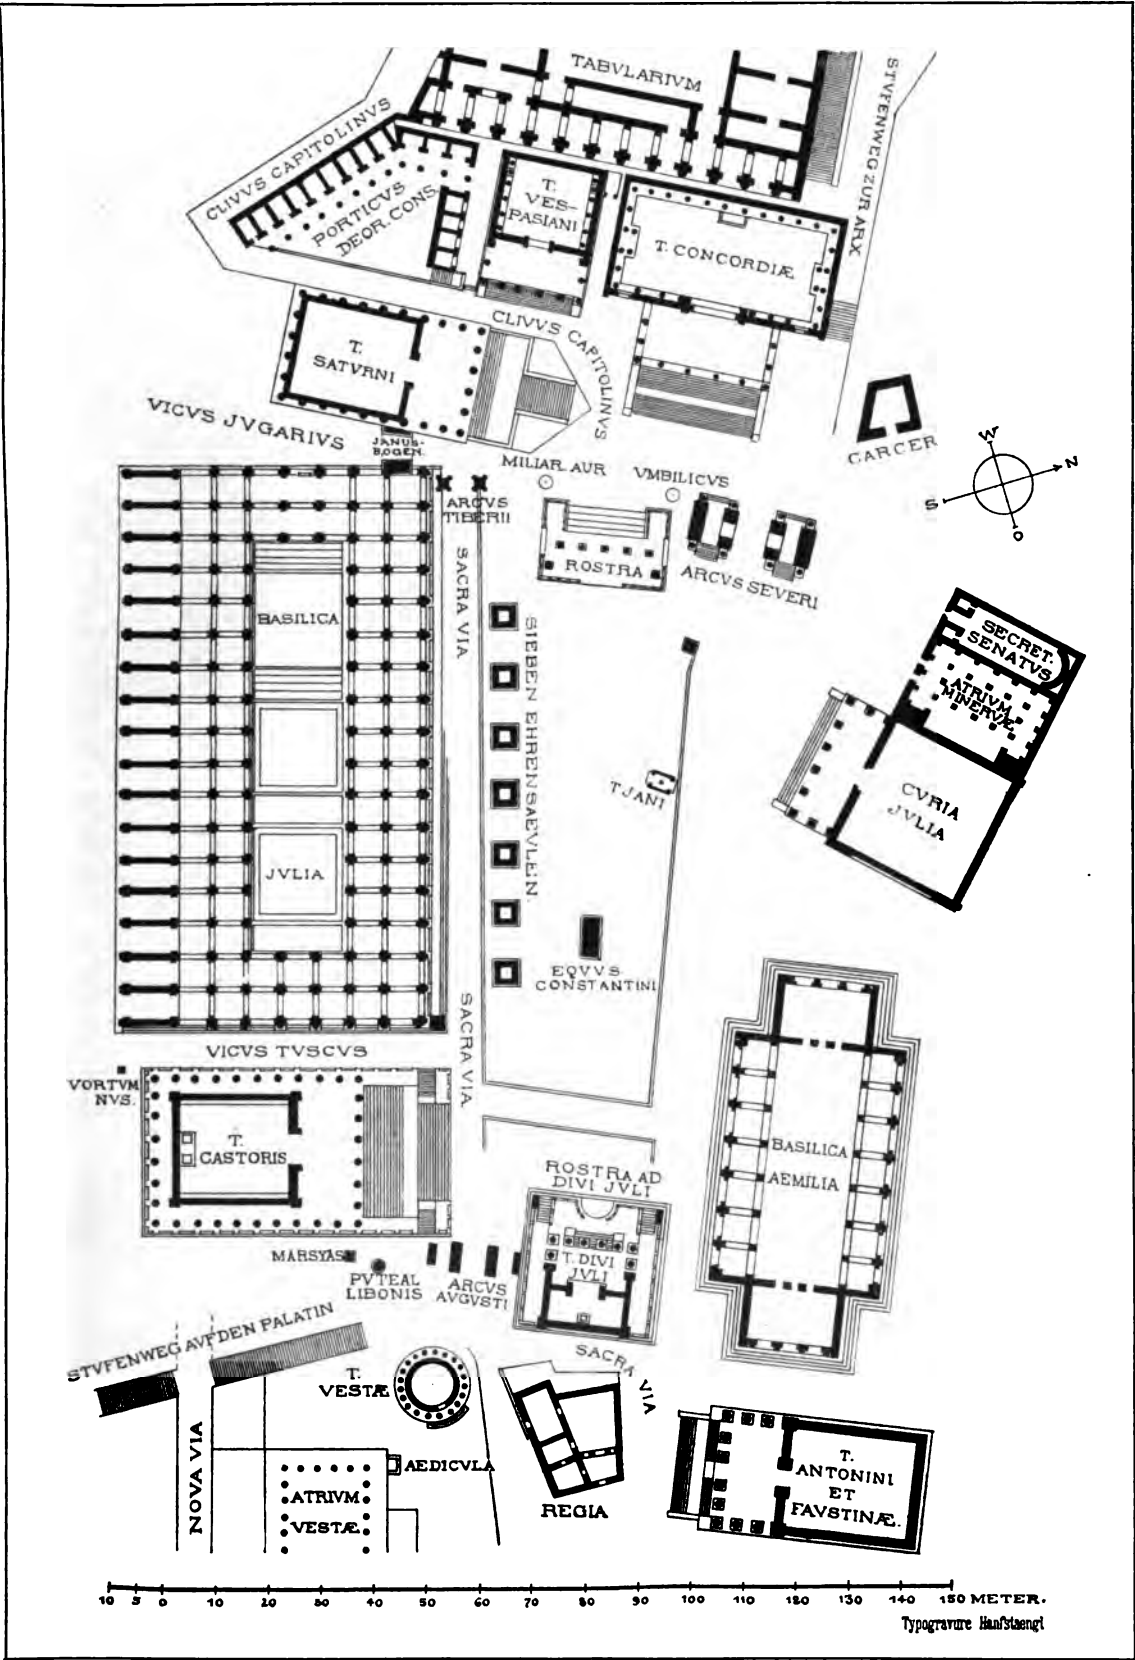 TABVLARIVM
STVFENWEG ZUR ARX
CLIVVS CAPITOLINVS
PORTICVS
DEOR. CONS.
T.
VES-
PASIANI
T. CONCORDIÆ
CLIVVS CAPITOLINVS
T.
SATVRNI
VICVS JVGARIVS
JANUS-
BOGEN.
CARCER
W
N
S
O
MILIAR. AUR
VMBILICVS
ARCVS
TIBERII
ROSTRA
ARCVS SEVERI
SACRA VIA
BASILICA
SIEBEN EHRENSAEVLEN.
SECRET.
SENATVS
ATRIVM
MINERVÆ
CVRIA
JVLIA
T JANI
JVLIA
EQVVS
CONSTANTINI
SACRA VIA
VICVS TVSCVS
VORTVM
NVS.
T.
CASTORIS
BASILICA
AEMILIA
ROSTRA AD
DIVI JVLI
T. DIVI
JVLI
MARSYAS
PVTEAL
LIBONIS
ARCVS
AVGVSTI
STVFENWEG AVF DEN PALATIN
SACRA
VIA
T.
VESTÆ
NOVA VIA
AEDICVLA
ATRIVM
VESTÆ
REGIA
T.
ANTONINI
ET
FAVSTINÆ.
10 5 0 10 20 30 40 50 60 70 80 90 100 110 120 130 140 150 METER.
Typogravure Hanfstaengl